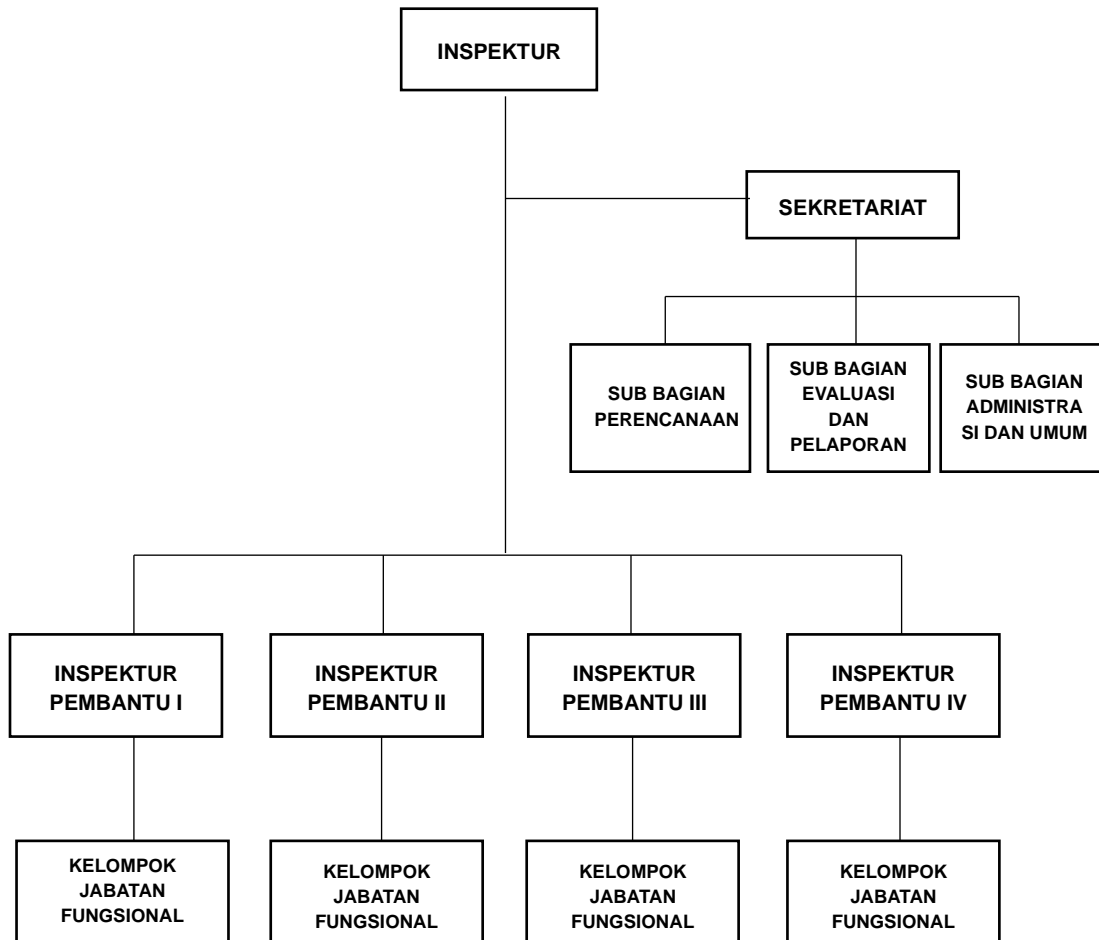 INSPEKTUR
SEKRETARIAT
SUB BAGIAN
PERENCANAAN
SUB BAGIAN
EVALUASI
DAN
PELAPORAN
SUB BAGIAN
ADMINISTRA
SI DAN UMUM
INSPEKTUR
PEMBANTU I
INSPEKTUR
PEMBANTU II
INSPEKTUR
PEMBANTU III
INSPEKTUR
PEMBANTU IV
KELOMPOK
JABATAN
FUNGSIONAL
KELOMPOK
JABATAN
FUNGSIONAL
KELOMPOK
JABATAN
FUNGSIONAL
KELOMPOK
JABATAN
FUNGSIONAL